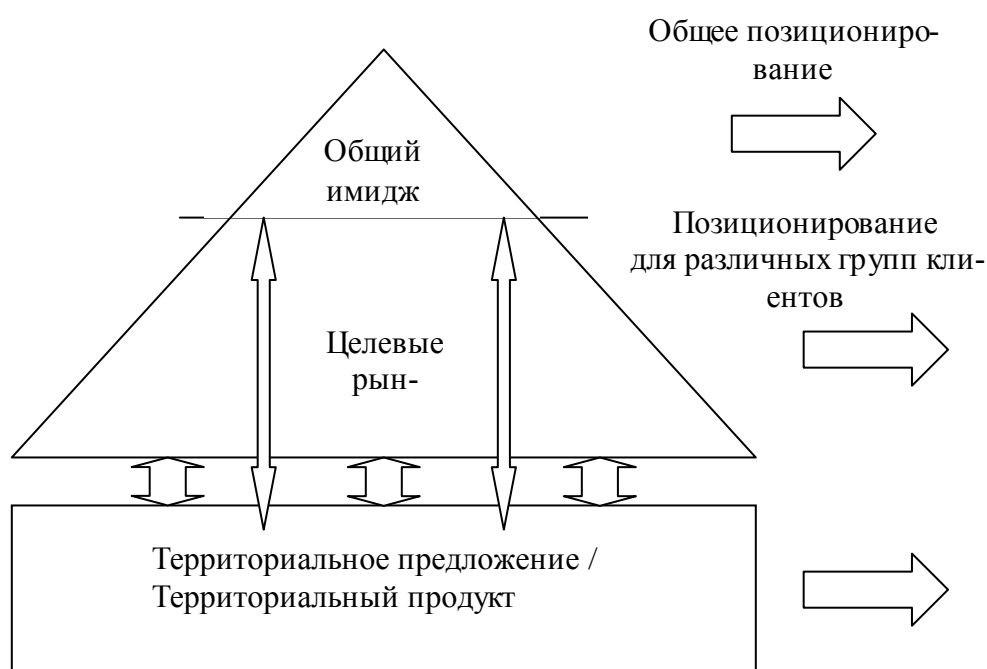 Общее позициониро-
вание
Общий
имидж
Позиционирование
для различных групп кли-
ентов
Целевые
рын-
Территориальное предложение /
Территориальный продукт